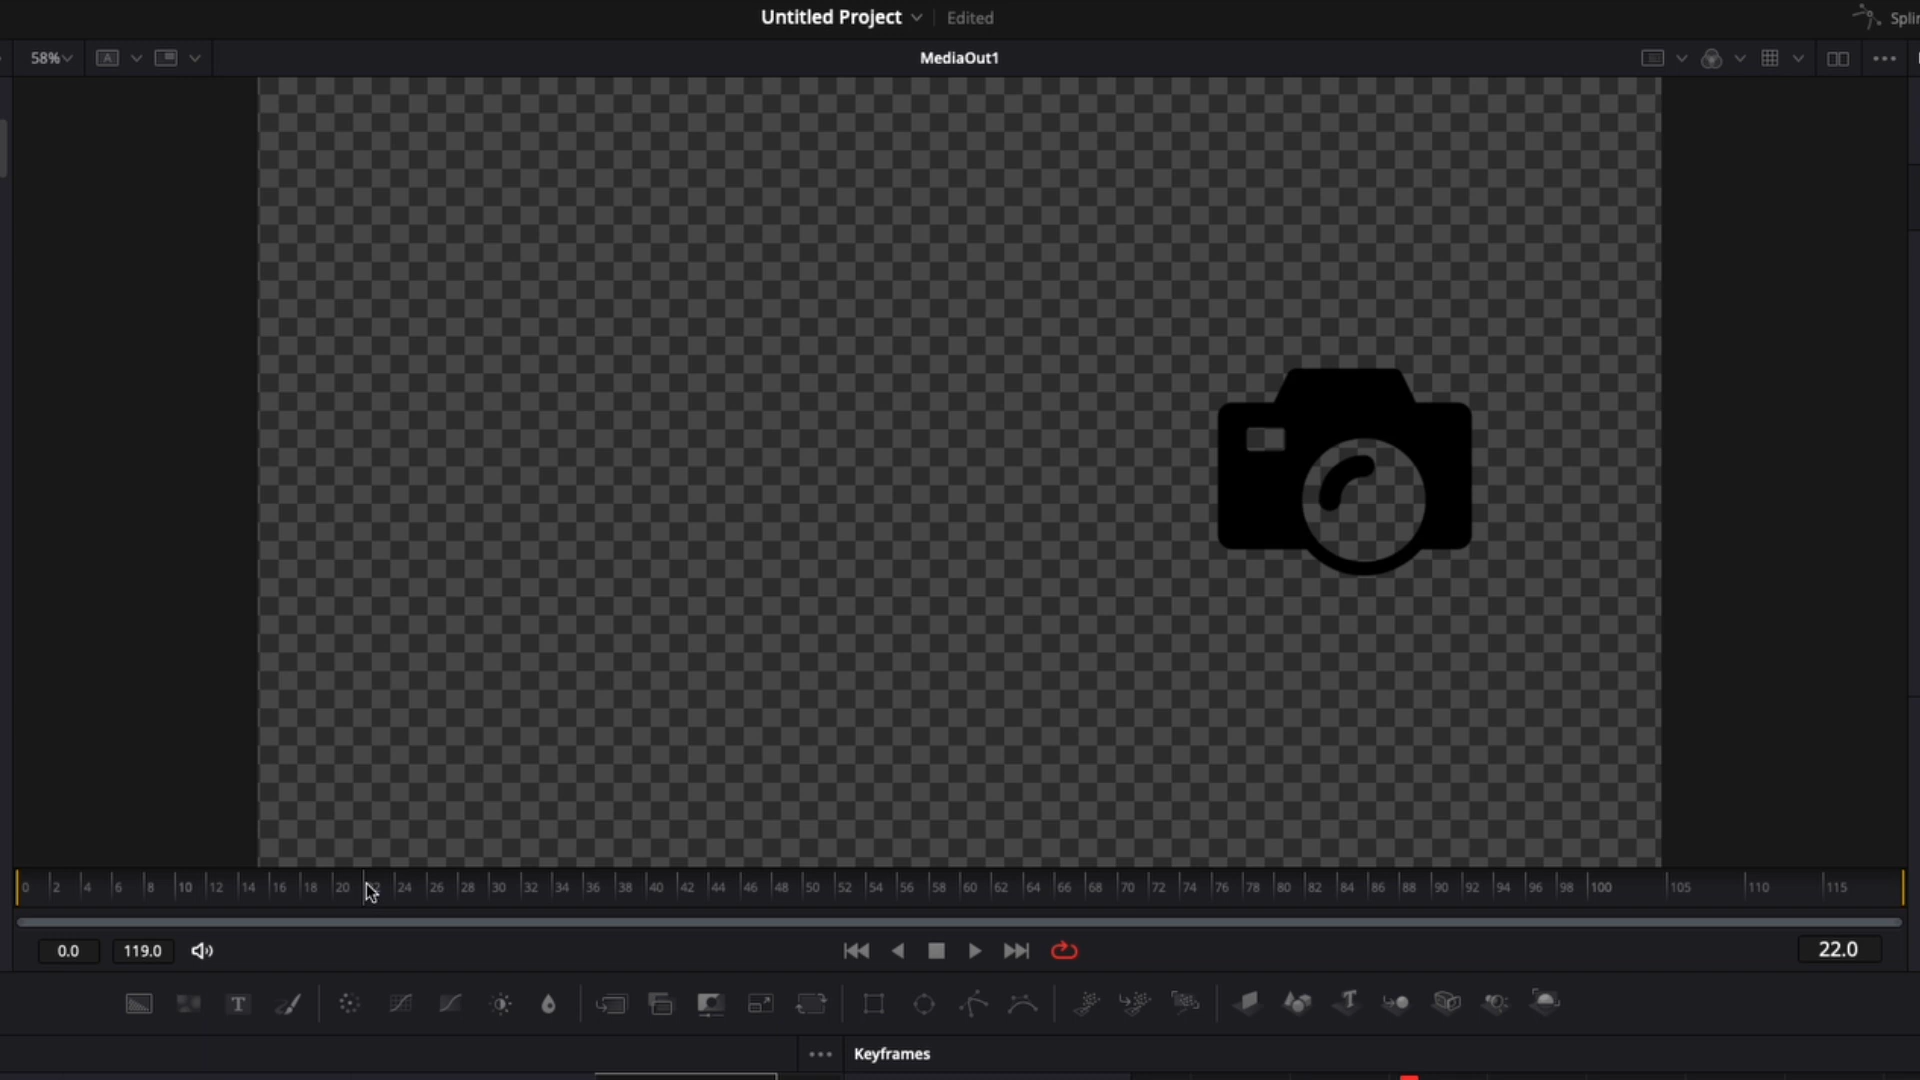 Untitled Project Edited Splin
58% A MediaOut1
0 2 4 6 8 10 12 14 16 18 20 24 26 28 30 32 34 36 38 40 42 44 46 48 50 52 54 56 58 60 62 64 66 68 70 72 74 76 78 80 82 84 86 88 90 92 94 96 98 100 105 110 115
0.0 119.0 22.0
T T
Keyframes